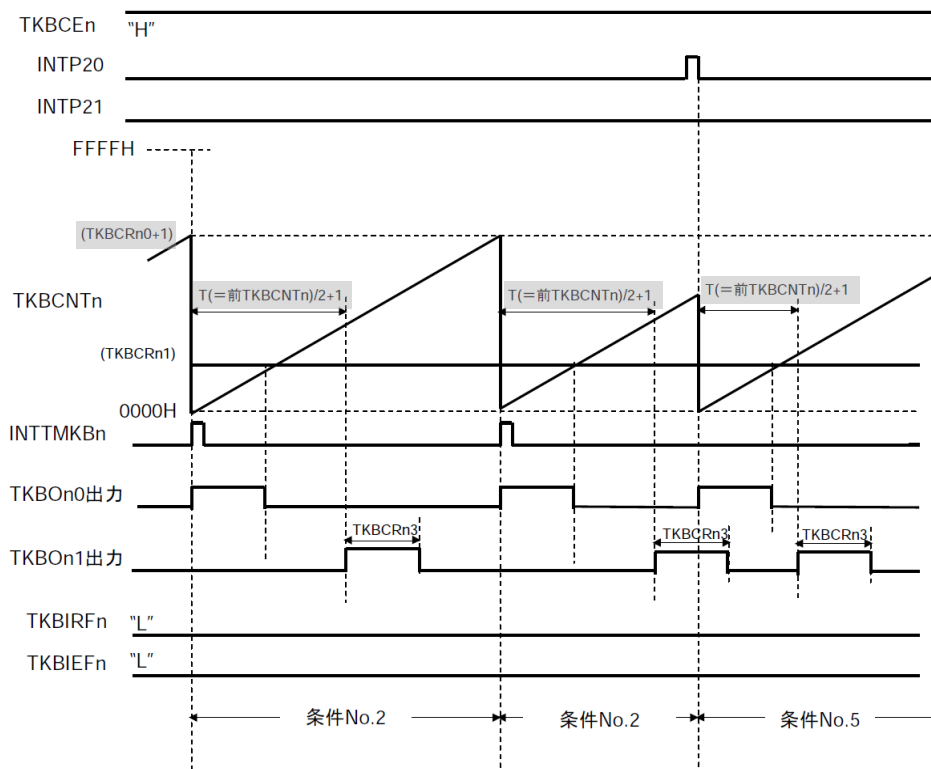 TKBCEn "H"
INTP20
INTP21
FFFFH
(TKBCRn0+1)
T(=前TKBCNTn)/2+1 T(=前TKBCNTn)/2+1 T(=前TKBCNTn)/2+1
TKBCNTn
(TKBCRn1)
0000H
INTTMKBn
TKBOn0出力
TKBCRn3 TKBCRn3 TKBCRn3
TKBOn1出力
TKBIRFn "L"
TKBIEFn "L"
条件No.2 条件No.2 条件No.5